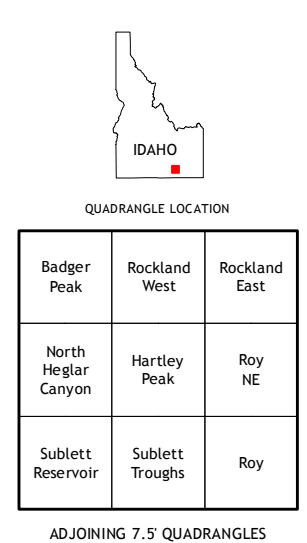 IDAHO
QUADRANGLE LOCATION
Badger
Peak
Rockland
West
Rockland
East
North
Heglar
Canyon
Hartley
Peak
Roy
NE
Sublett
Reservoir
Sublett
Troughs
Roy
ADJOINING 7.5' QUADRANGLES